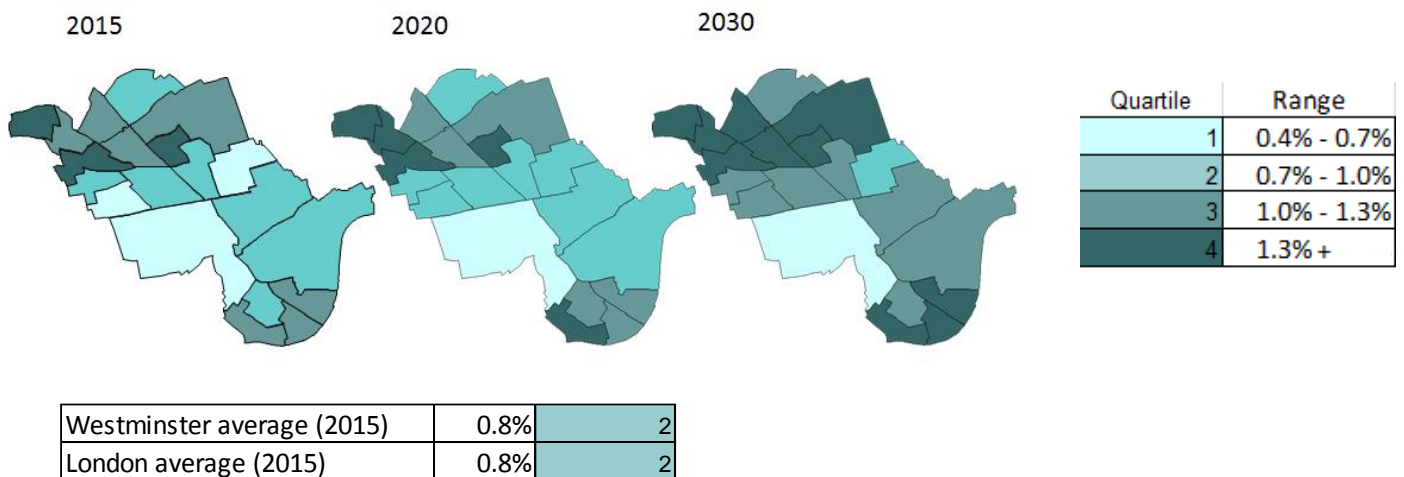 2015 2020 2030
Quartile Range
1 0.4% - 0.7%
2 0.7% - 1.0%
3 1.0% - 1.3%
4 1.3% +
Westminster average (2015) 0.8% 2
London average (2015) 0.8% 2